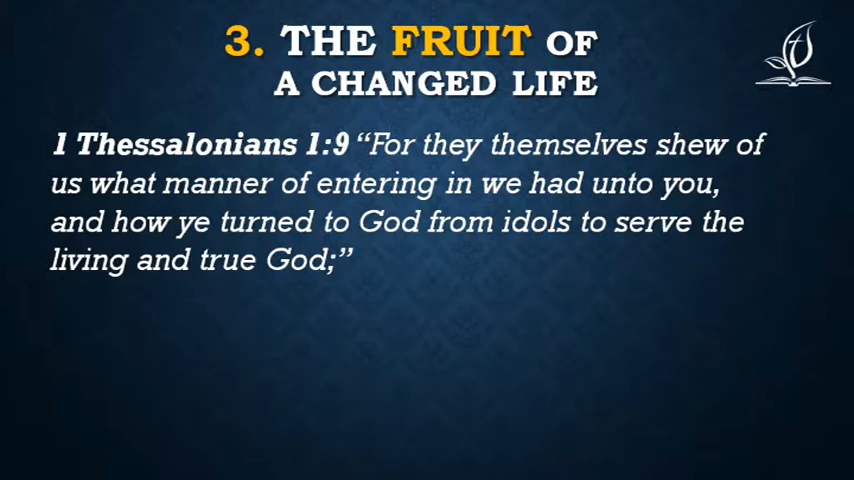 3. THE FRUIT OF
A CHANGED LIFE
1 Thessalonians 1:9 “For they themselves shew of
us what manner of entering in we had unto you,
and how ye turned to God from idols to serve the
living and true God;”